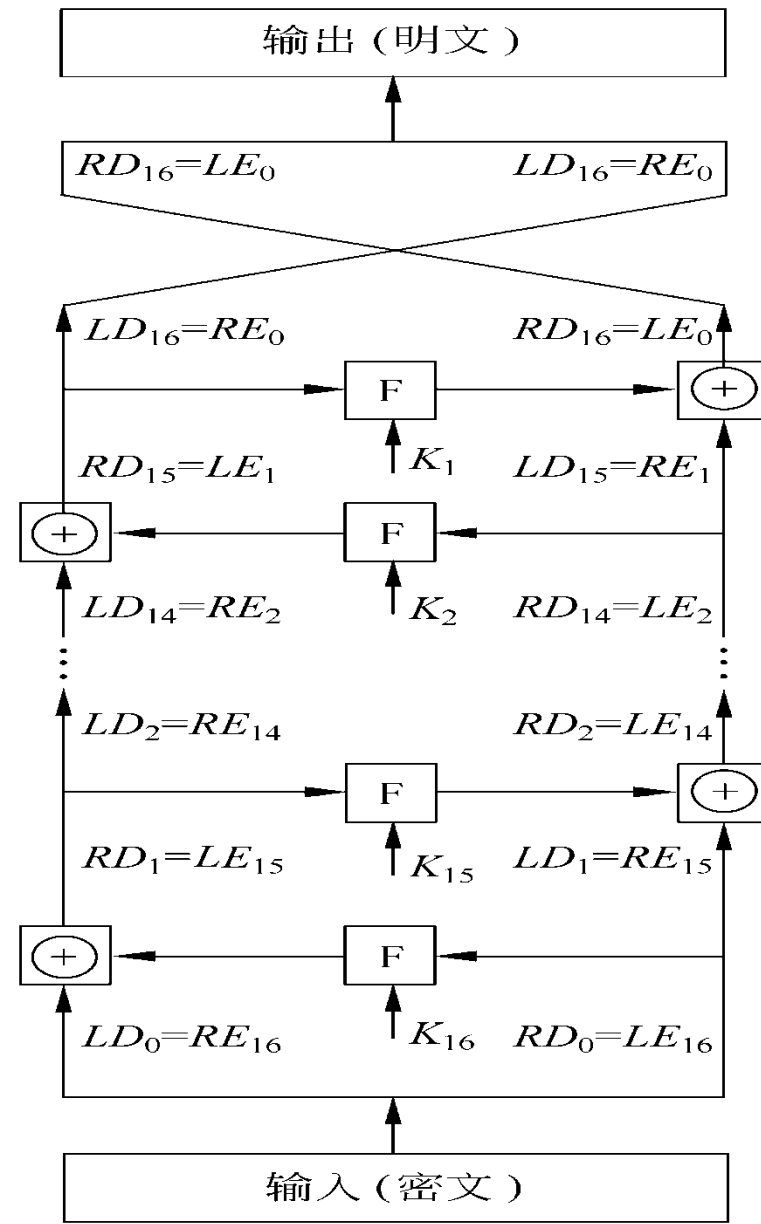 输出(明文)
RD₁₆=LE₀ LD₁₆=RE₀
LD₁₆=RE₀ RD₁₆=LE₀
F +
K₁
RD₁₅=LE₁ LD₁₅=RE₁
+ F
K₂
LD₁₄=RE₂ RD₁₄=LE₂
⋮ ⋮
LD₂=RE₁₄ RD₂=LE₁₄
F +
K₁₅
RD₁=LE₁₅ LD₁=RE₁₅
+ F
K₁₆
LD₀=RE₁₆ RD₀=LE₁₆
输入(密文)